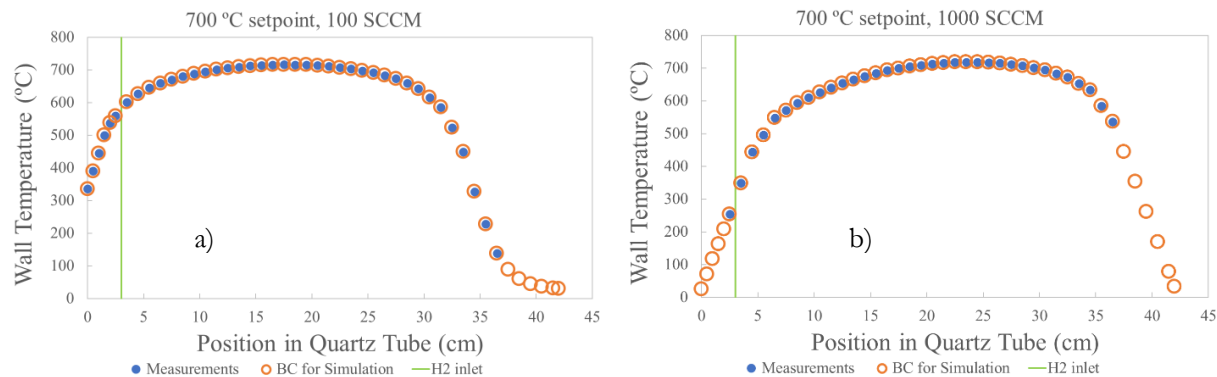 700 ºC setpoint, 100 SCCM
Wall Temperature (ºC)
800
700
600
500
400
300
200
100
0
a)
0 5 10 15 20 25 30 35 40 45
Position in Quartz Tube (cm)
Measurements BC for Simulation H2 inlet
700 ºC setpoint, 1000 SCCM
Wall Temperature (ºC)
800
700
600
500
400
300
200
100
0
b)
0 5 10 15 20 25 30 35 40 45
Position in Quartz Tube (cm)
Measurements BC for Simulation H2 inlet